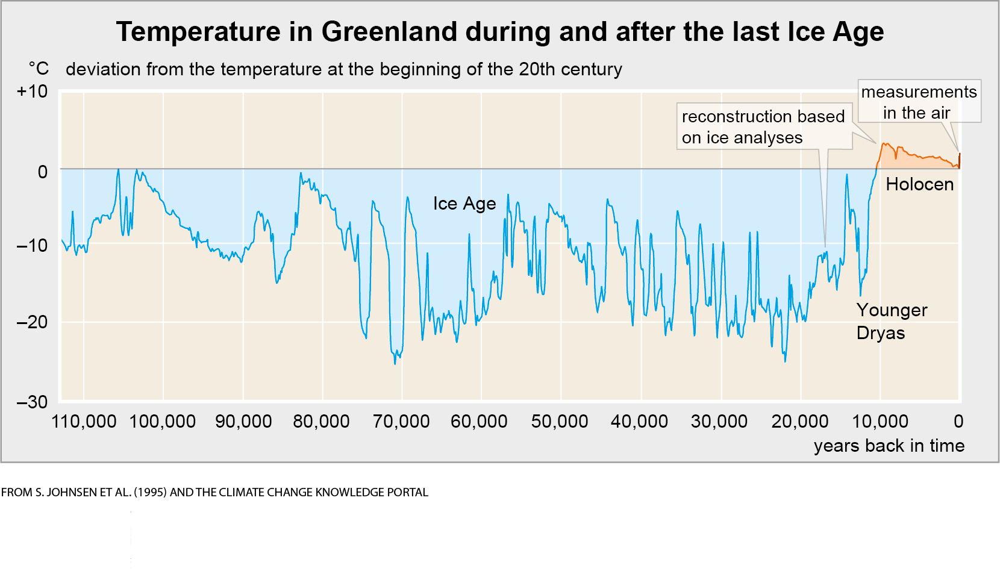 Temperature in Greenland during and after the last Ice Age
°C deviation from the temperature at the beginning of the 20th century
+10
0
–10
–20
–30
measurements
in the air
reconstruction based
on ice analyses
Ice Age
Holocen
Younger
Dryas
110,000 100,000 90,000 80,000 70,000 60,000 50,000 40,000 30,000 20,000 10,000 0
years back in time
FROM S. JOHNSEN ET AL. (1995) AND THE CLIMATE CHANGE KNOWLEDGE PORTAL